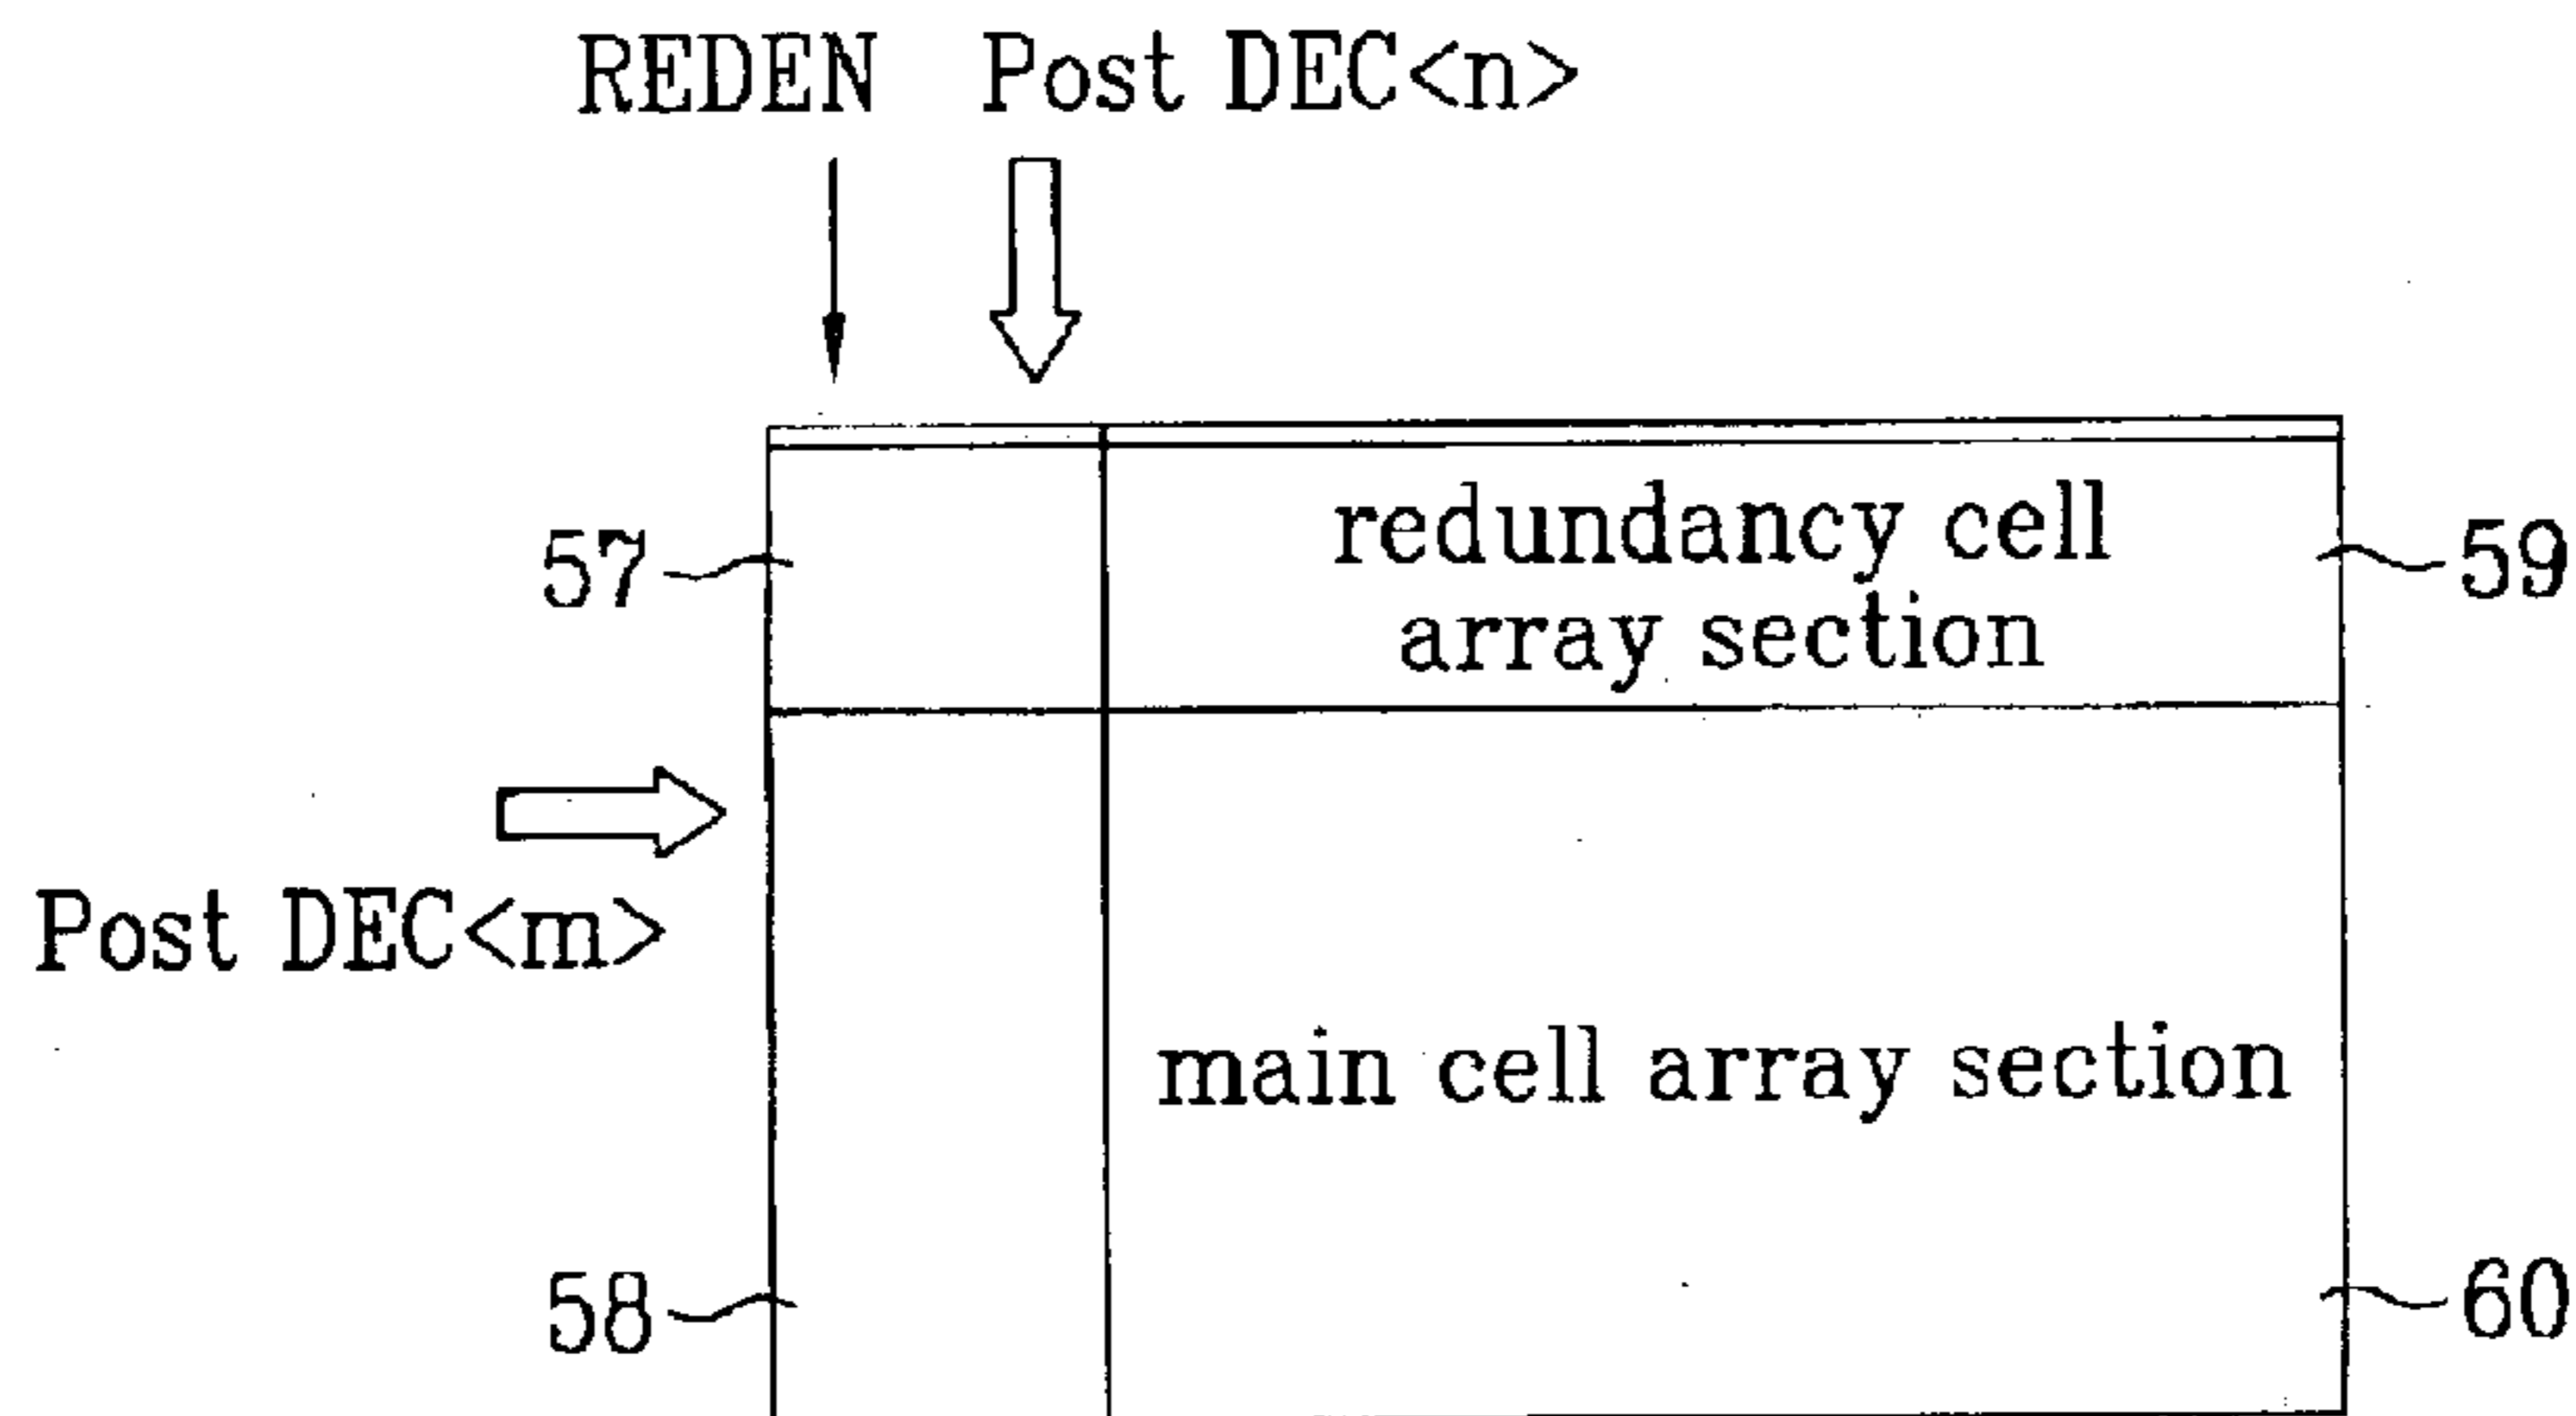 REDEN Post DEC<n>
redundancy cell
array section
57
59
Post DEC<m>
main cell array section
58
60